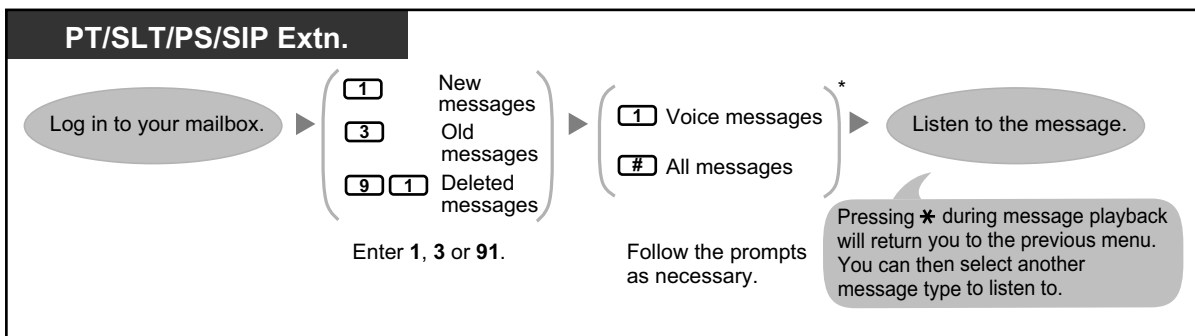 PT/SLT/PS/SIP Extn.
Log in to your mailbox.
1 New
messages
3 Old
messages
9 1 Deleted
messages
Enter 1, 3 or 91.
*
1 Voice messages
# All messages
Follow the prompts
as necessary.
Listen to the message.
Pressing * during message playback
will return you to the previous menu.
You can then select another
message type to listen to.